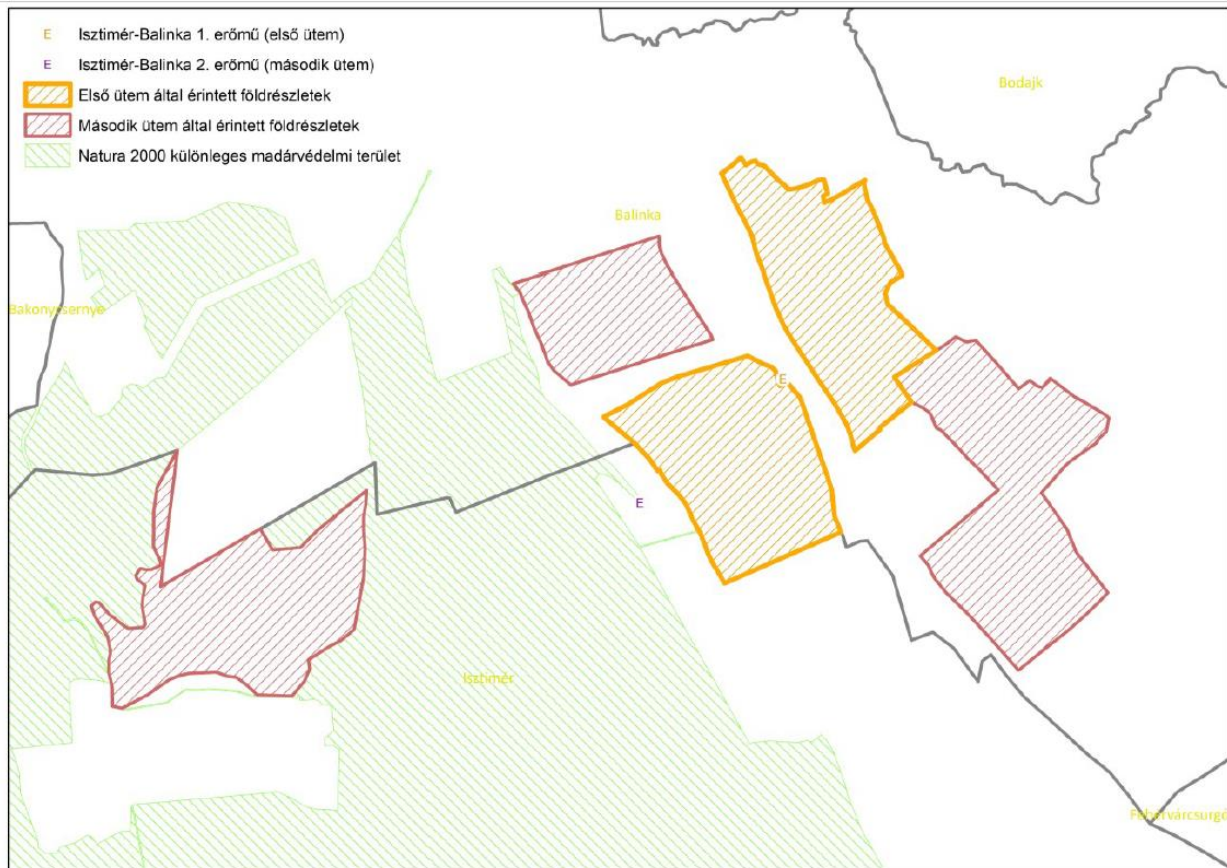 E Isztimér-Balinka 1. erőmű (első ütem)
E Isztimér-Balinka 2. erőmű (második ütem)
Első ütem által érintett földrészletek
Második ütem által érintett földrészletek
Natura 2000 különleges madárvédelmi terület
Bodajk
Balinka
Bakonycsernye
E
E
Isztimér
Fehérvárcsurgó